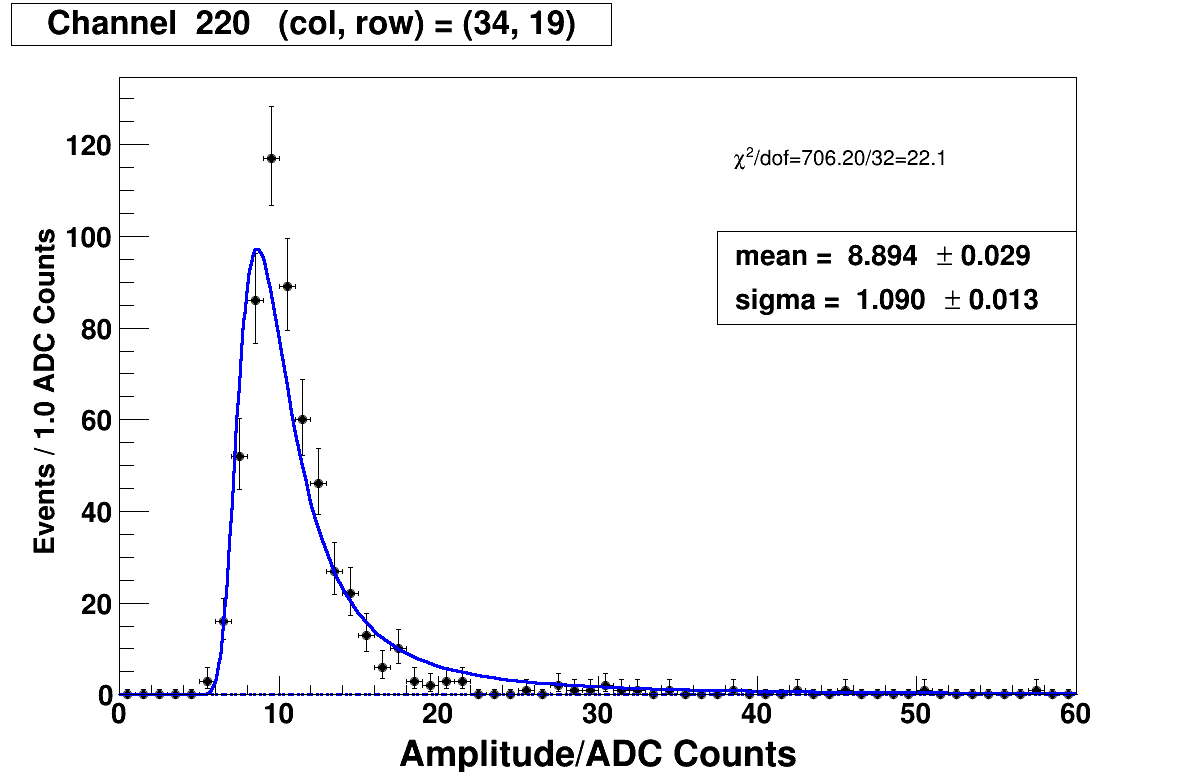 Channel 220 (col, row) = (34, 19)
χ²/dof=706.20/32=22.1
mean = 8.894 ± 0.029
sigma = 1.090 ± 0.013
Events / 1.0 ADC Counts
120
100
80
60
40
20
0
0 10 20 30 40 50 60
Amplitude/ADC Counts